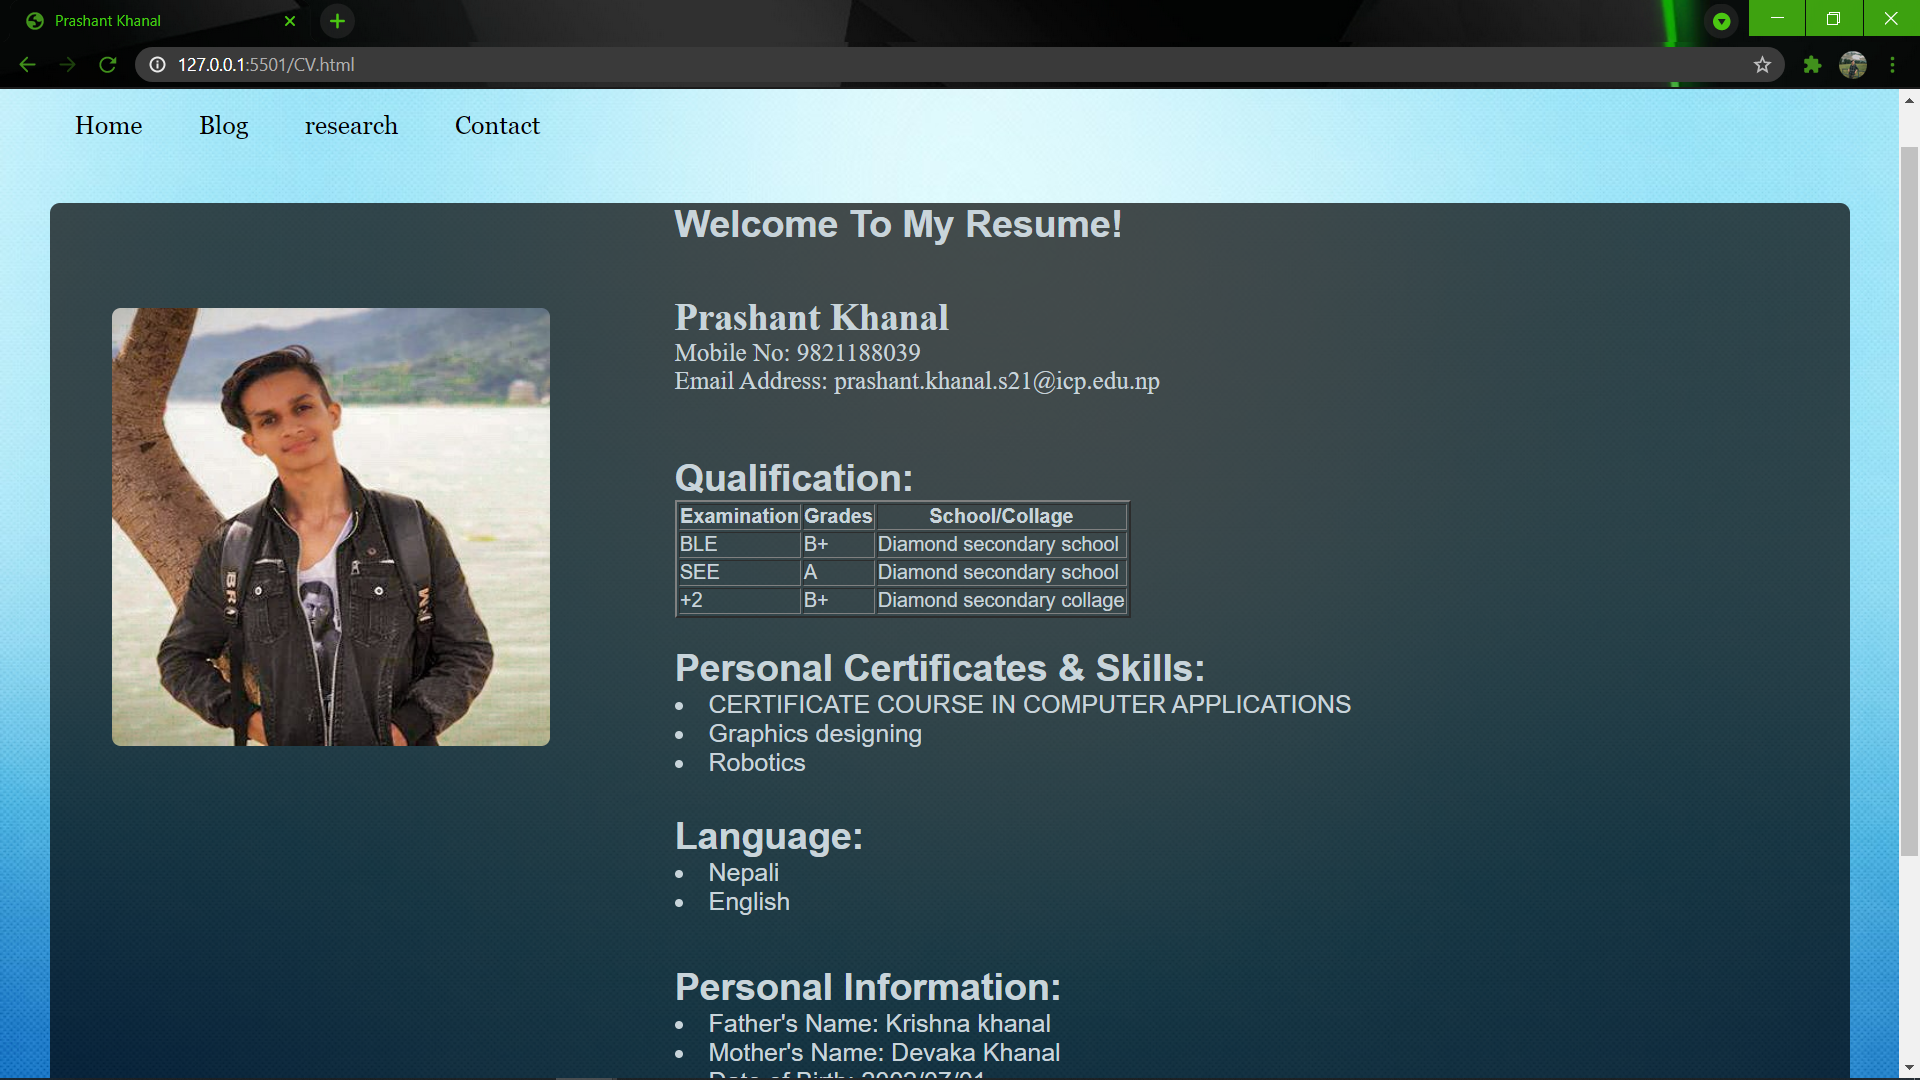 Prashant Khanal
127.0.0.1:5501/CV.html
Home Blog research Contact
Welcome To My Resume!
Prashant Khanal
Mobile No: 9821188039
Email Address: prashant.khanal.s21@icp.edu.np
Qualification:
Examination Grades School/Collage
BLE B+ Diamond secondary school
SEE A Diamond secondary school
+2 B+ Diamond secondary collage
Personal Certificates & Skills:
• CERTIFICATE COURSE IN COMPUTER APPLICATIONS
• Graphics designing
• Robotics
Language:
• Nepali
• English
Personal Information:
• Father's Name: Krishna khanal
• Mother's Name: Devaka Khanal
Date of Birth: